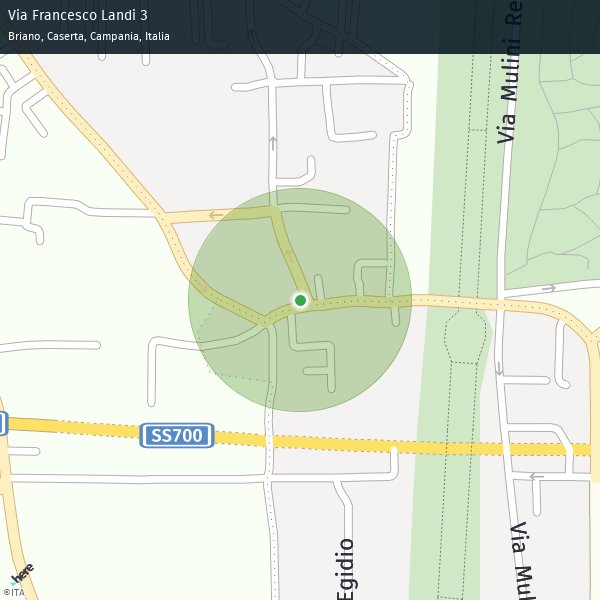 Via Francesco Landi 3
Briano, Caserta, Campania, Italia
Via Mulini Re
SS700
Via Mul
Egidio
here
©ITA